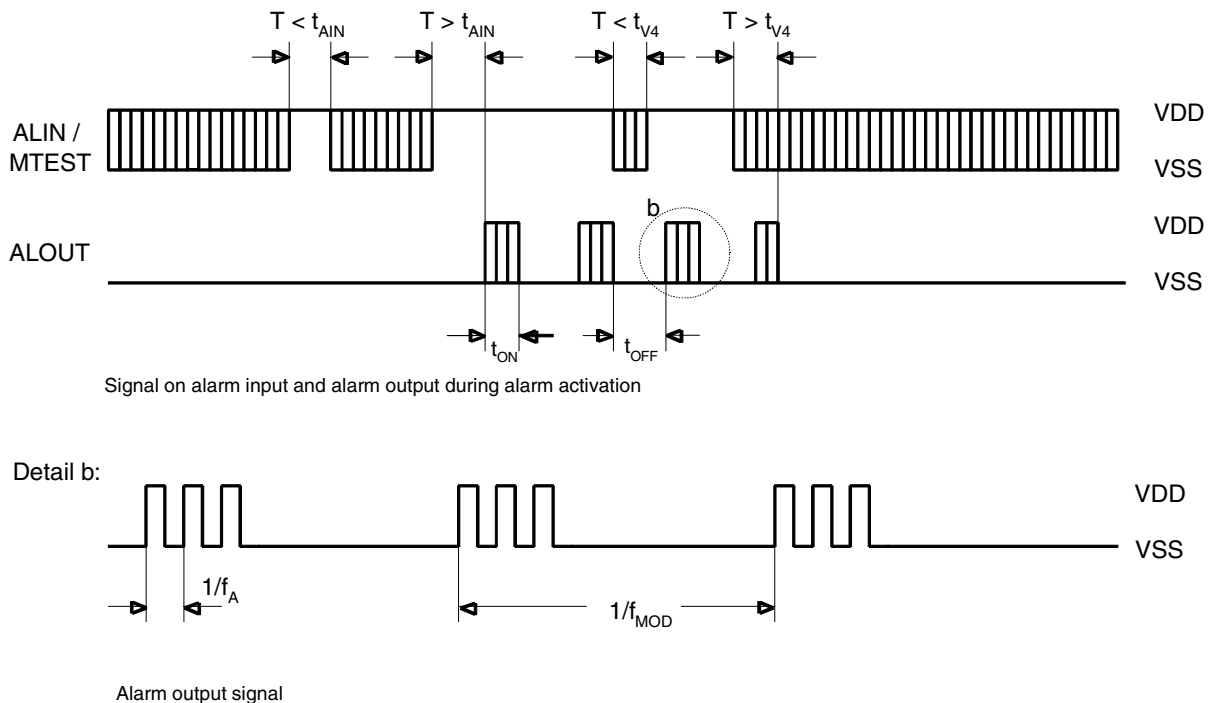 T < tAIN T > tAIN T < tV4 T > tV4
ALIN / MTEST
VDD
VSS
b
ALOUT
VDD
VSS
tON tOFF
Signal on alarm input and alarm output during alarm activation
Detail b:
VDD
VSS
1/fA
1/fMOD
Alarm output signal